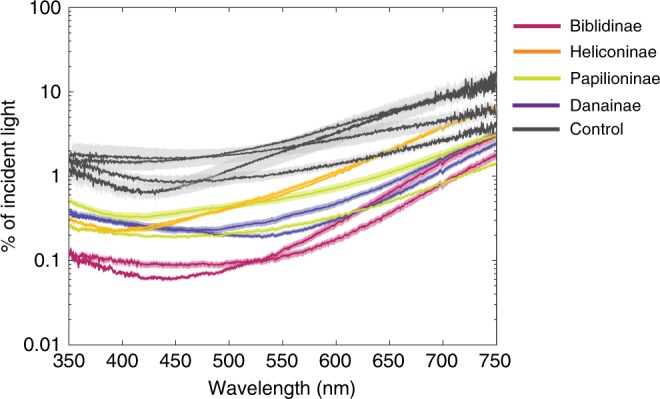 100
10
1
0.1
0.01
% of incident light
350 400 450 500 550 600 650 700 750
Wavelength (nm)
Biblidinae
Heliconinae
Papilioninae
Danainae
Control